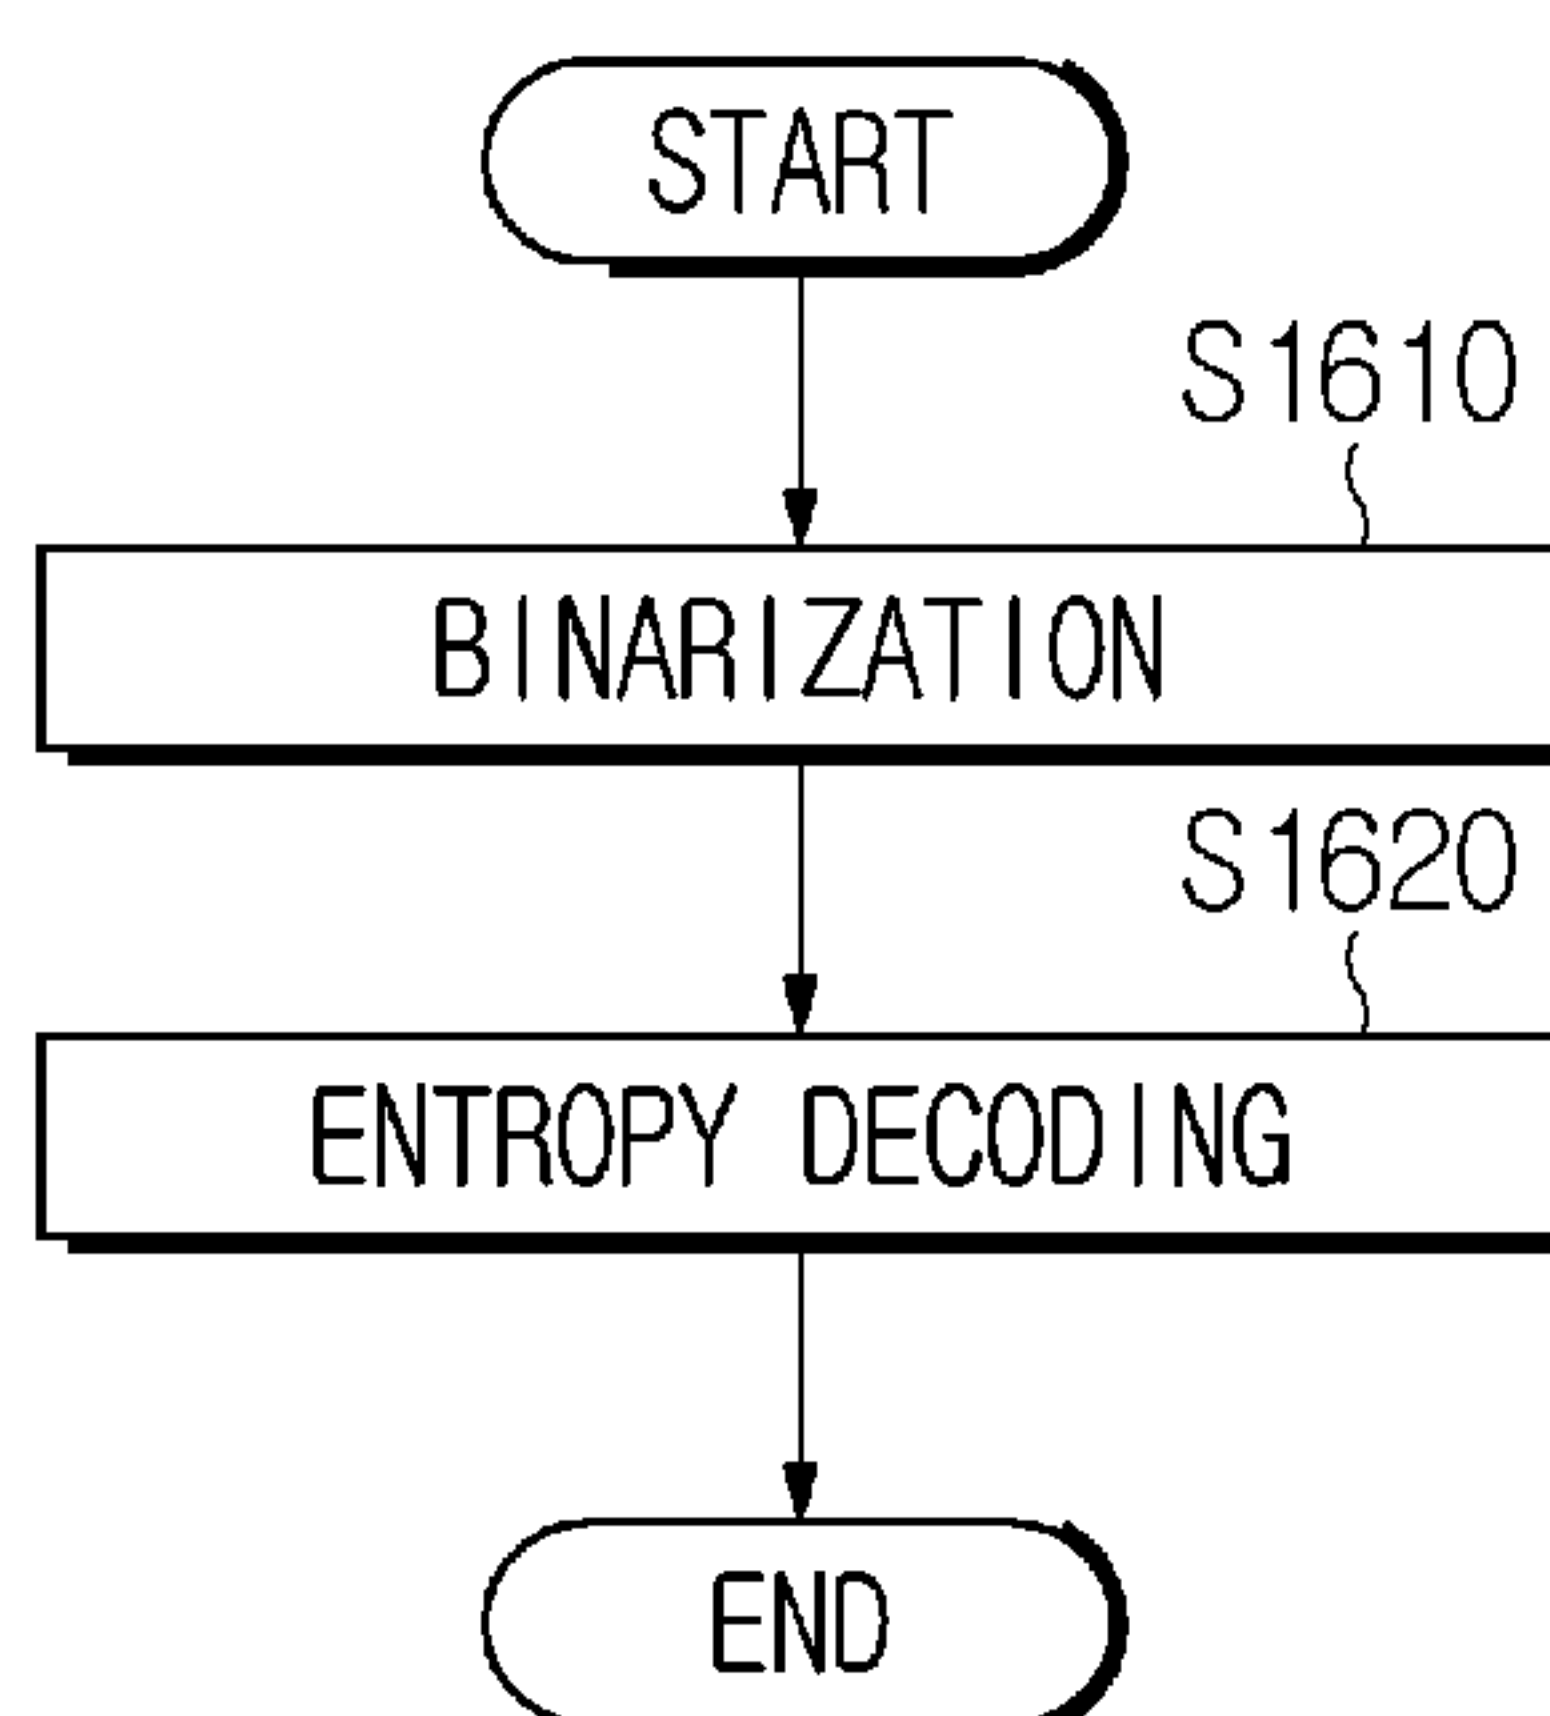 START
S1610
BINARIZATION
S1620
ENTROPY DECODING
END